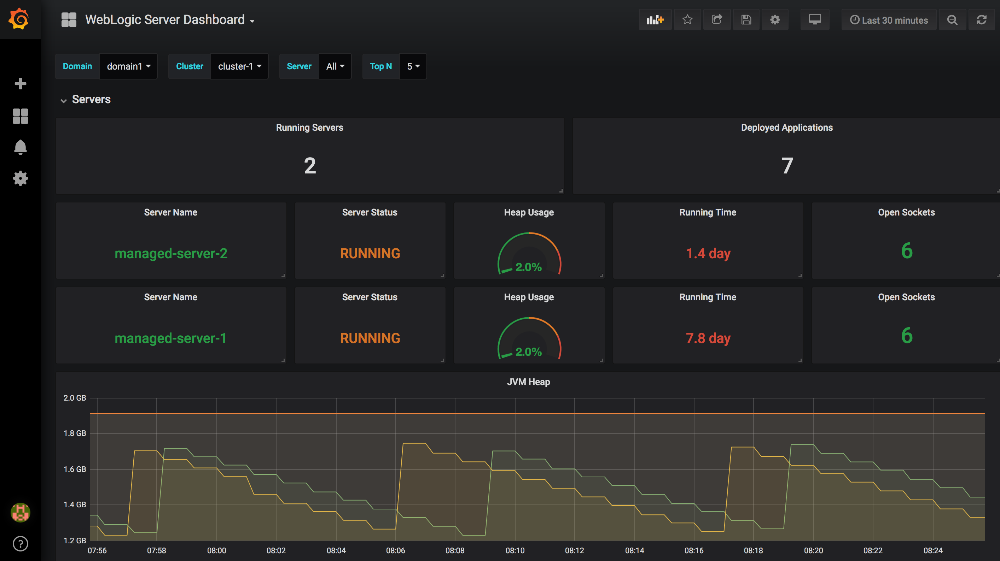 WebLogic Server Dashboard
Last 30 minutes
Domain domain1 Cluster cluster-1 Server All Top N 5
Servers
Running Servers
2
Deployed Applications
7
Server Name
managed-server-2
Server Status
RUNNING
Heap Usage
2.0%
Running Time
1.4 day
Open Sockets
6
Server Name
managed-server-1
Server Status
RUNNING
Heap Usage
2.0%
Running Time
7.8 day
Open Sockets
6
JVM Heap
2.0 GB
1.8 GB
1.6 GB
1.4 GB
1.2 GB
07:56 07:58 08:00 08:02 08:04 08:06 08:08 08:10 08:12 08:14 08:16 08:18 08:20 08:22 08:24